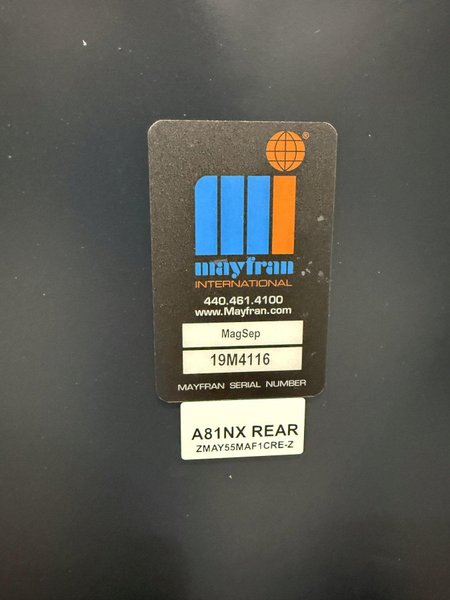 ®
mayfran
INTERNATIONAL
440.461.4100
www.Mayfran.com
MagSep
19M4116
MAYFRAN SERIAL NUMBER
A81NX REAR
ZMAY55MAF1CRE-Z